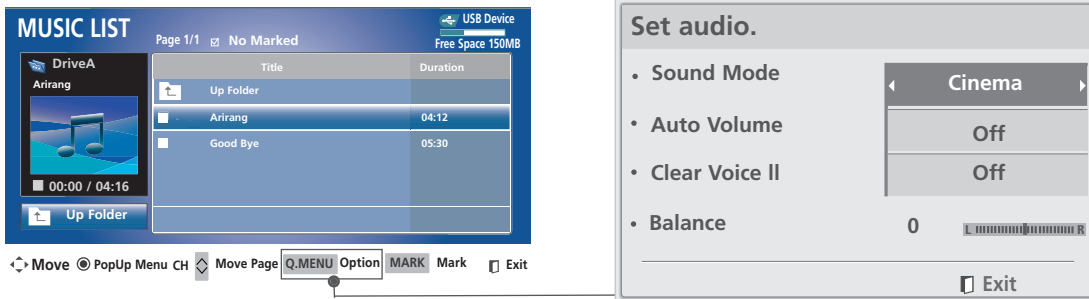 MUSIC LIST
Page 1/1 No Marked
USB Device
Free Space 150MB
DriveA
Arirang
00:00 / 04:16
Up Folder
Title Duration
Up Folder
Arirang 04:12
Good Bye 05:30
Move PopUp Menu CH Move Page Q.MENU Option MARK Mark Exit
Set audio.
• Sound Mode Cinema
• Auto Volume Off
• Clear Voice ll Off
• Balance 0 L R
Exit